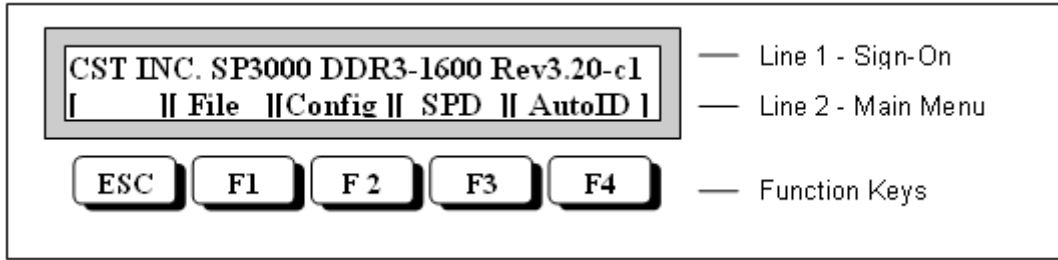 CST INC. SP3000 DDR3-1600 Rev3.20-c1
[ ][ File ][Config ][ SPD ][ AutoID ]
ESC F1 F 2 F3 F4
Line 1 - Sign-On
Line 2 - Main Menu
Function Keys